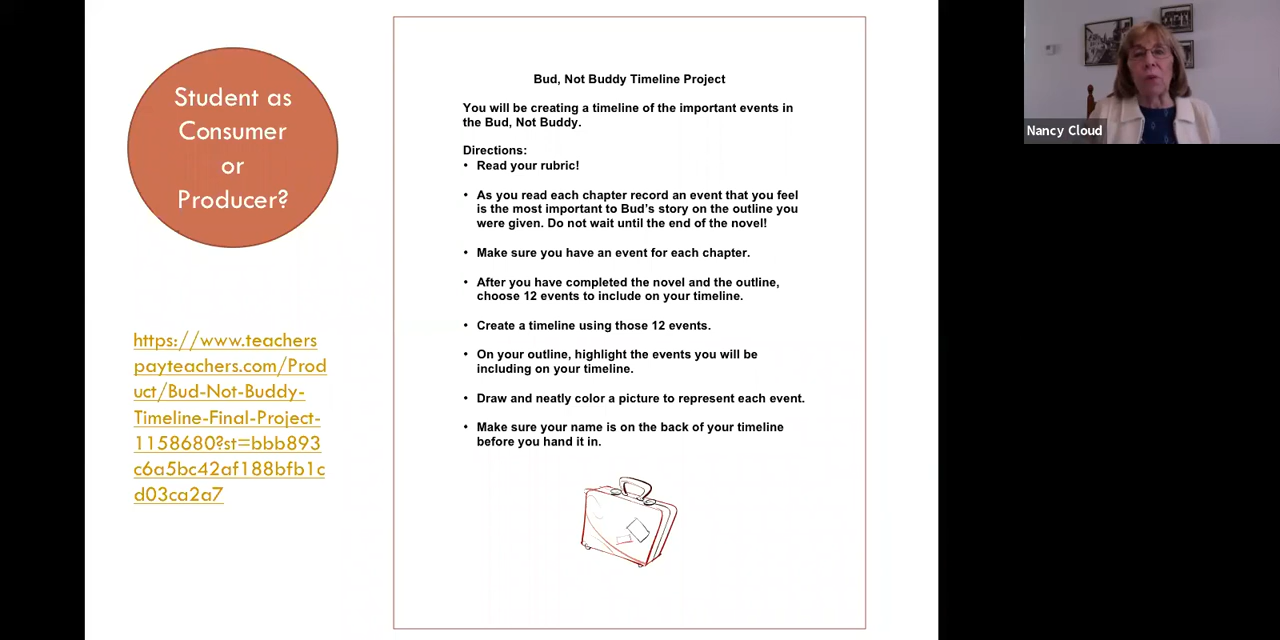 Student as
Consumer
or
Producer?
https://www.teachers
payteachers.com/Prod
uct/Bud-Not-Buddy-
Timeline-Final-Project-
1158680?st=bbb893
c6a5bc42af188bfb1c
d03ca2a7
Bud, Not Buddy Timeline Project
You will be creating a timeline of the important events in
the Bud, Not Buddy.
Directions:
• Read your rubric!
• As you read each chapter record an event that you feel
is the most important to Bud's story on the outline you
were given. Do not wait until the end of the novel!
• Make sure you have an event for each chapter.
• After you have completed the novel and the outline,
choose 12 events to include on your timeline.
• Create a timeline using those 12 events.
• On your outline, highlight the events you will be
including on your timeline.
• Draw and neatly color a picture to represent each event.
• Make sure your name is on the back of your timeline
before you hand it in.
Nancy Cloud